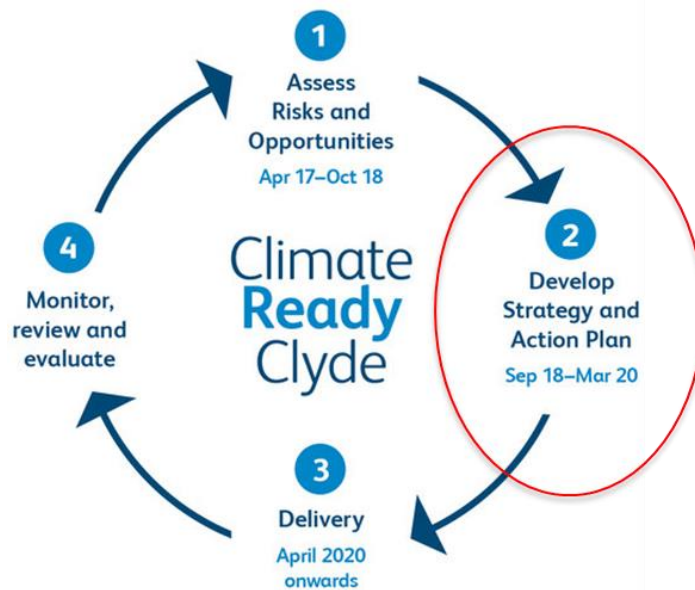 1
Assess
Risks and
Opportunities
Apr 17–Oct 18
2
Develop
Strategy and
Action Plan
Sep 18–Mar 20
3
Delivery
April 2020
onwards
4
Monitor,
review and
evaluate
Climate
Ready
Clyde